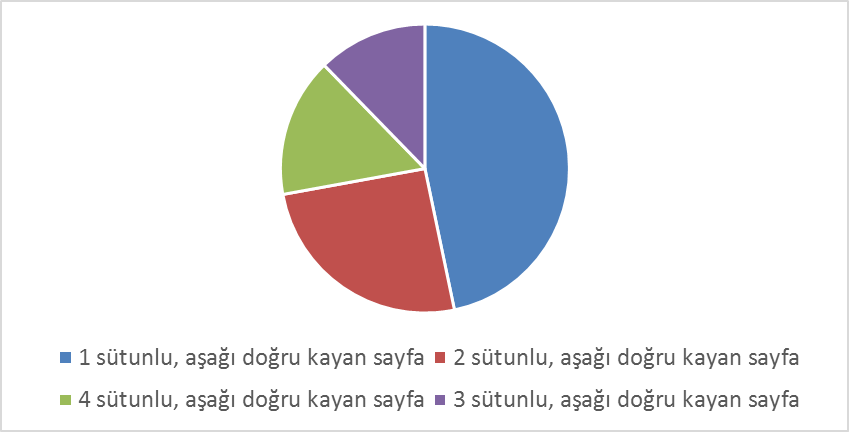 1 sütunlu, aşağı doğru kayan sayfa 2 sütunlu, aşağı doğru kayan sayfa
4 sütunlu, aşağı doğru kayan sayfa 3 sütunlu, aşağı doğru kayan sayfa